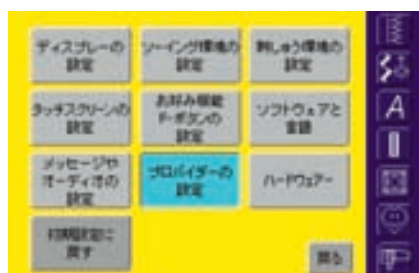 ディスプレーの
設定
ソーイング環境の
設定
刺しゅう環境の
設定
タッチスクリーンの
設定
お好み機能
F-ボタンの
設定
ソフトウェアと
言語
メッセージや
オーディオの
設定
プロバイダーの
設定
ハードウェアー
初期設定に
戻す
戻る
A